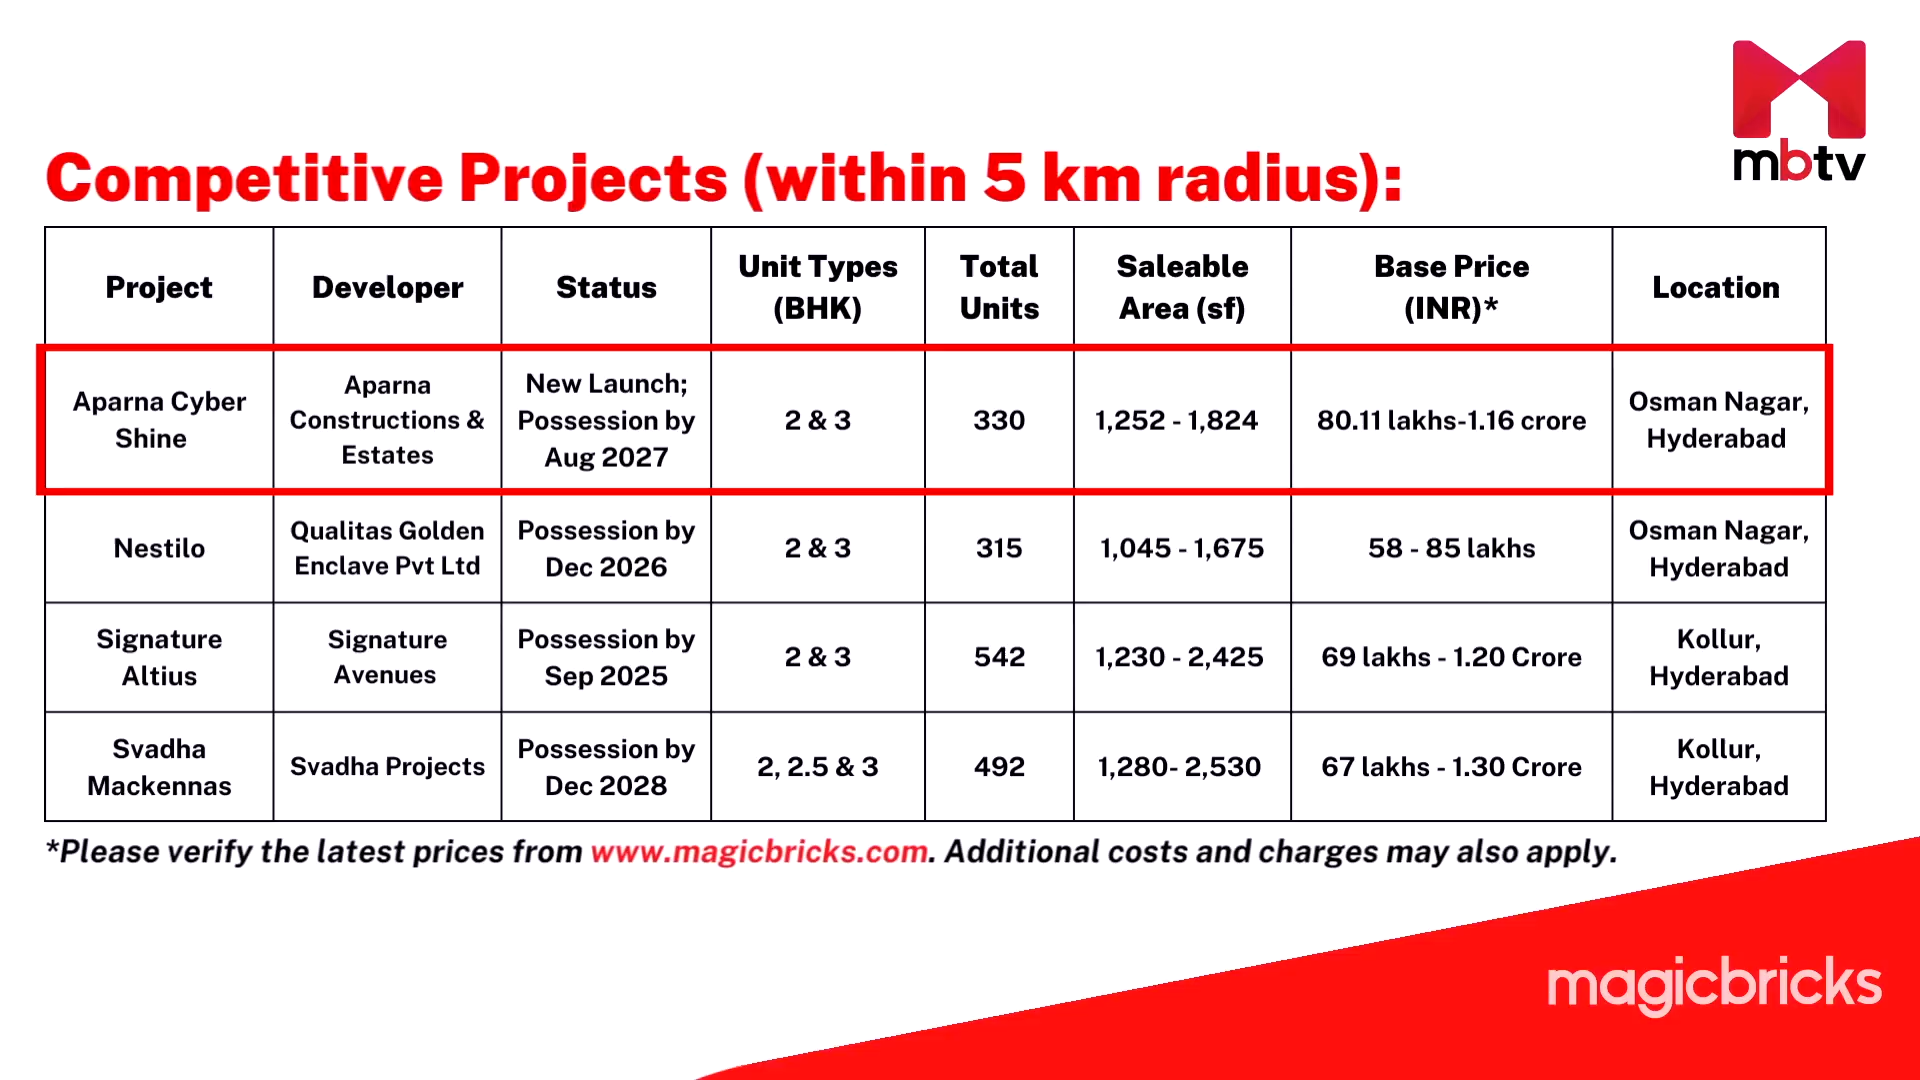 mbtv
Competitive Projects (within 5 km radius):
Project
Developer
Status
Unit Types
(BHK)
Total
Units
Saleable
Area (sf)
Base Price
(INR)*
Location
Aparna Cyber
Shine
Aparna
Constructions &
Estates
New Launch;
Possession by
Aug 2027
2 & 3
330
1,252 - 1,824
80.11 lakhs-1.16 crore
Osman Nagar,
Hyderabad
Nestilo
Qualitas Golden
Enclave Pvt Ltd
Possession by
Dec 2026
2 & 3
315
1,045 - 1,675
58 - 85 lakhs
Osman Nagar,
Hyderabad
Signature
Altius
Signature
Avenues
Possession by
Sep 2025
2 & 3
542
1,230 - 2,425
69 lakhs - 1.20 Crore
Kollur,
Hyderabad
Svadha
Mackennas
Svadha Projects
Possession by
Dec 2028
2, 2.5 & 3
492
1,280- 2,530
67 lakhs - 1.30 Crore
Kollur,
Hyderabad
*Please verify the latest prices from www.magicbricks.com. Additional costs and charges may also apply.
magicbricks